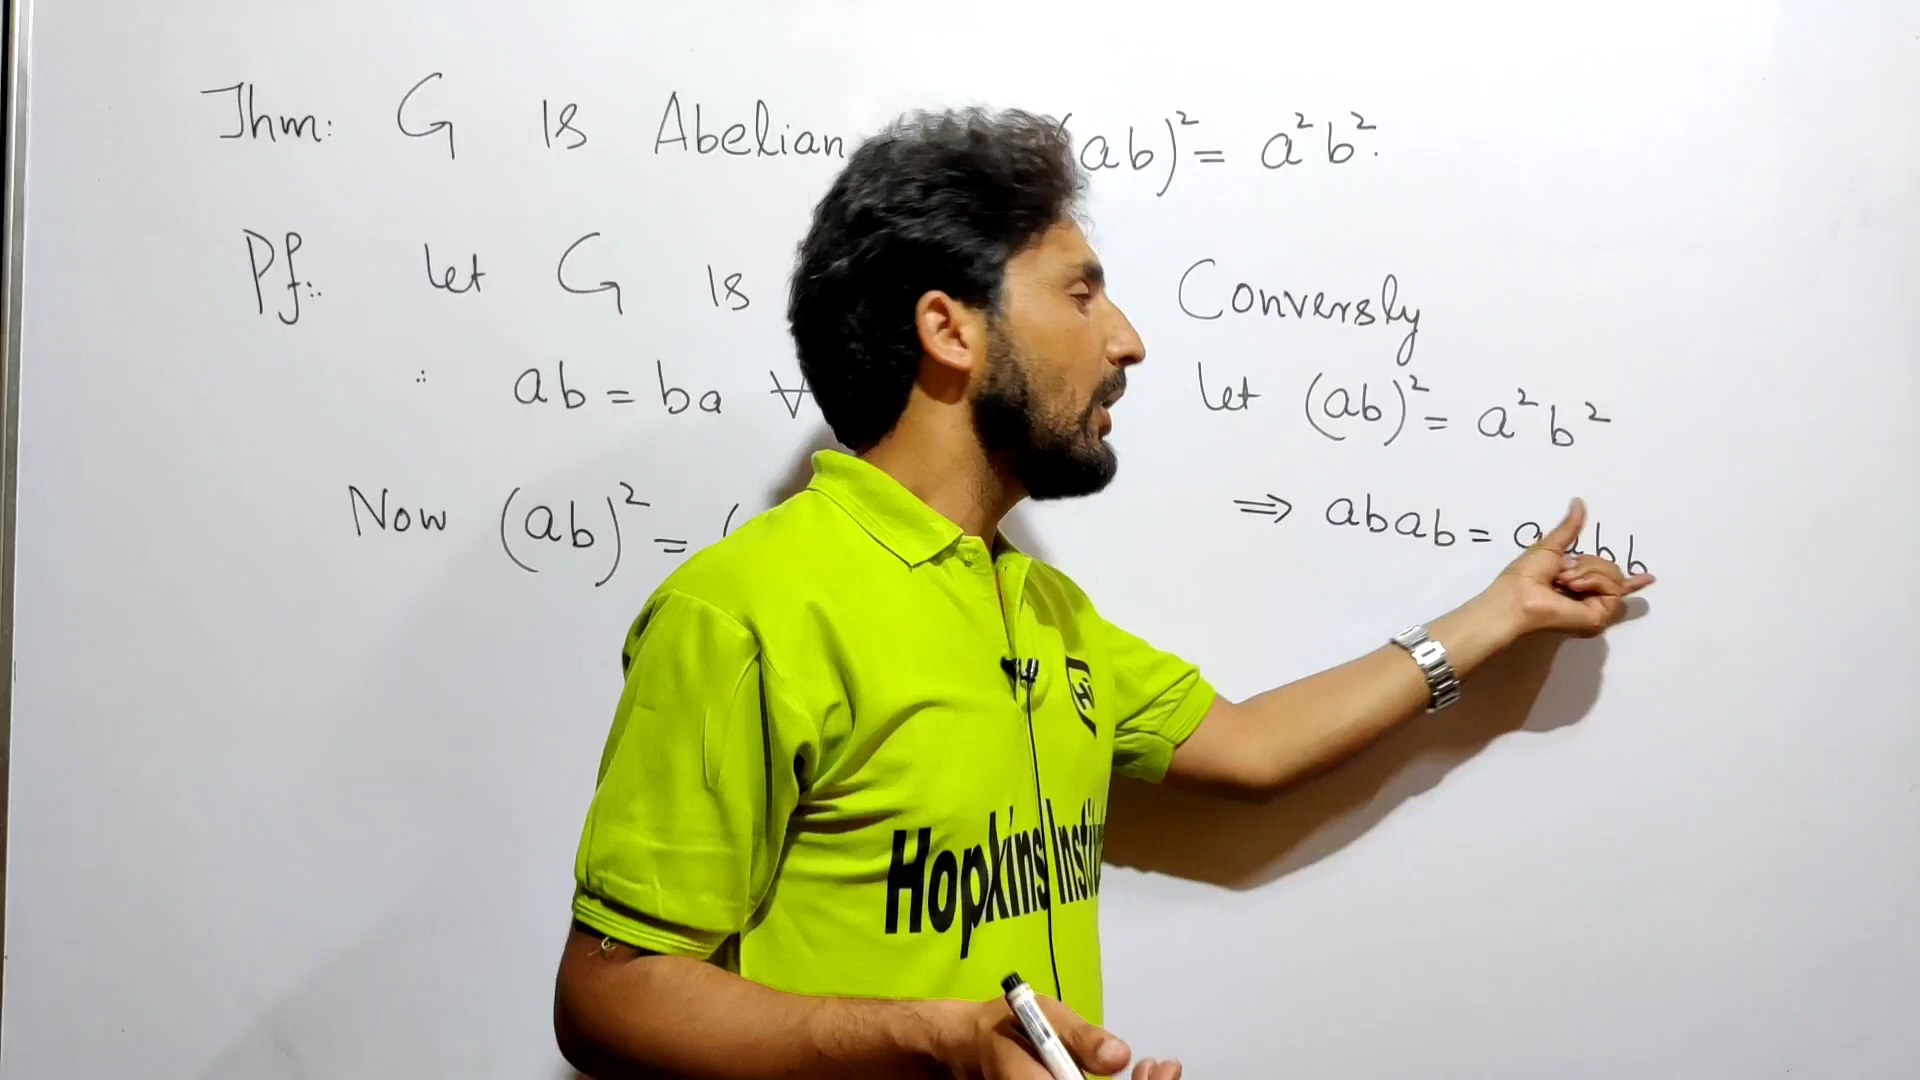 Thm: G is Abelian (ab)² = a²b².
Pf:. let G is
∴ ab = ba ∀
Now (ab)² = (
Conversly
let (ab)² = a²b²
⇒ abab = aabb
Hopkins Instit